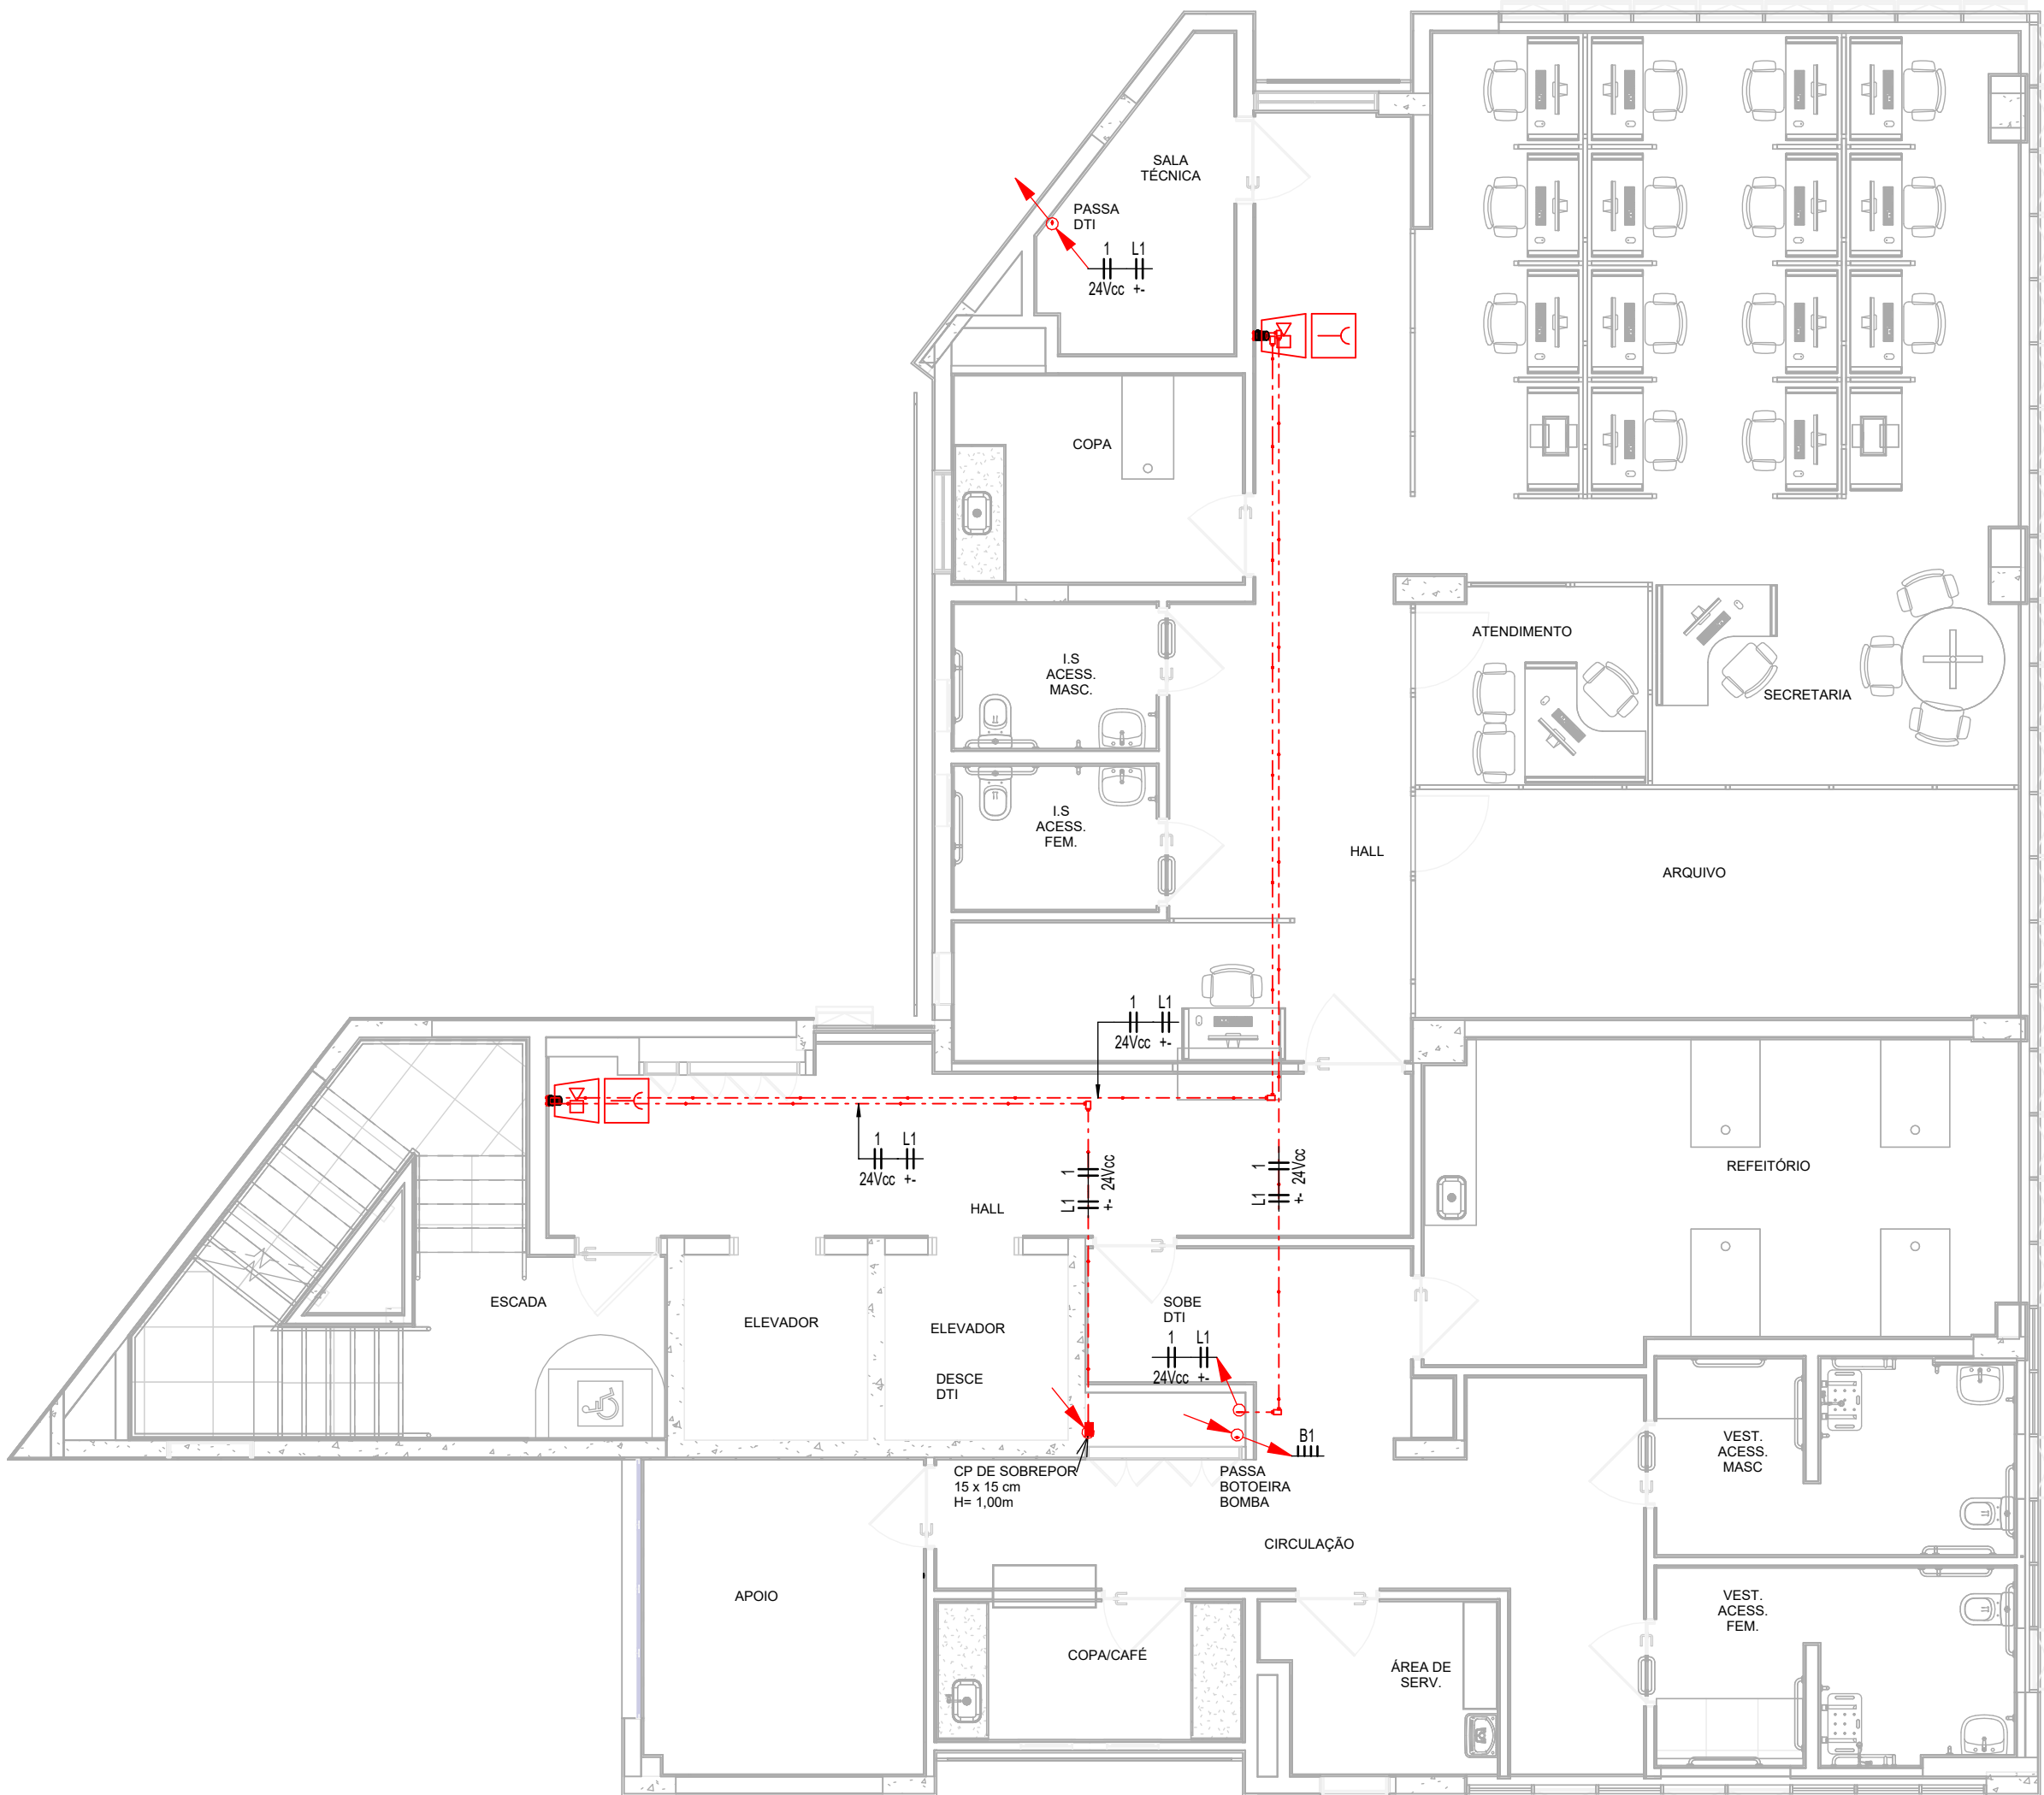 SALA
TÉCNICA
PASSA
DTI
1 L1
24Vcc +-
COPA
ATENDIMENTO
I.S
ACESS.
MASC.
SECRETARIA
I.S
ACESS.
FEM.
HALL
ARQUIVO
1 L1
24Vcc +-
1 L1
24Vcc +-
L1 1
+- 24Vcc
L1 1
+- 24Vcc
REFEITÓRIO
HALL
ESCADA
ELEVADOR
ELEVADOR
SOBE
DTI
1 L1
24Vcc +-
DESCE
DTI
B1
CP DE SOBREPOR
15 x 15 cm
H= 1,00m
PASSA
BOTOEIRA
BOMBA
VEST.
ACESS.
MASC
CIRCULAÇÃO
APOIO
VEST.
ACESS.
FEM.
COPA/CAFÉ
ÁREA DE
SERV.